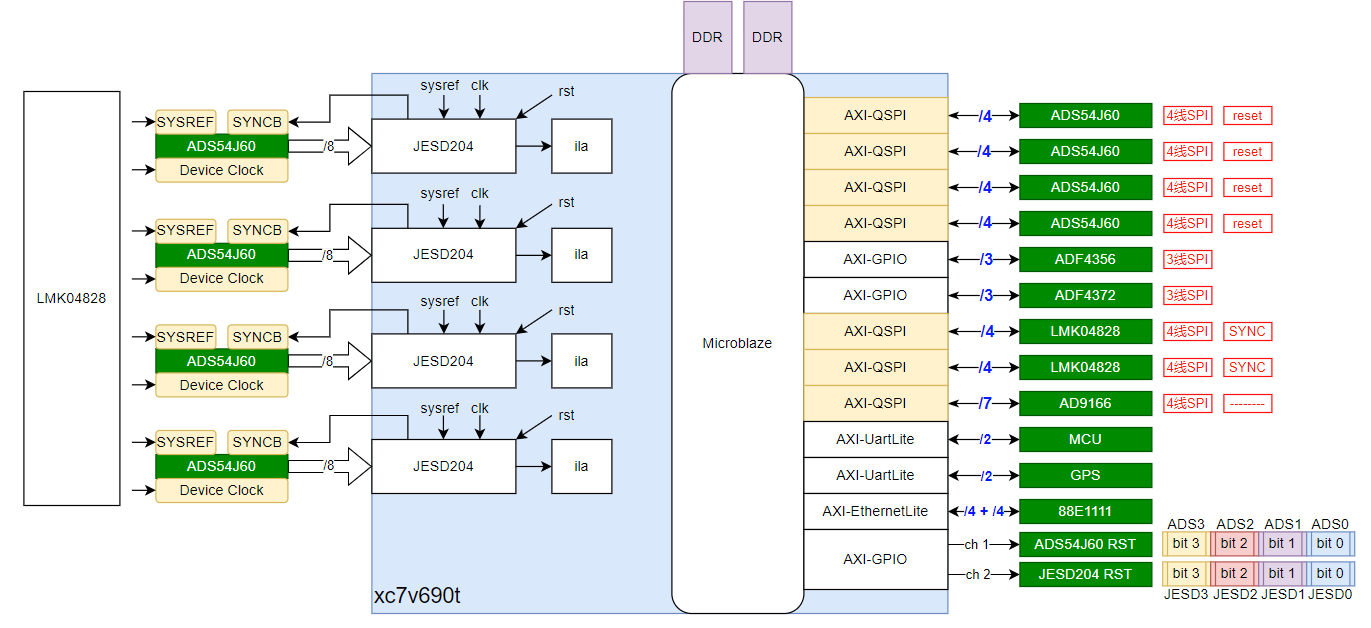 DDR
DDR
LMK04828
SYSREF
SYNCB
ADS54J60
Device Clock
/8
sysref
clk
rst
JESD204
ila
SYSREF
SYNCB
ADS54J60
Device Clock
/8
sysref
clk
rst
JESD204
ila
SYSREF
SYNCB
ADS54J60
Device Clock
/8
sysref
clk
rst
JESD204
ila
SYSREF
SYNCB
ADS54J60
Device Clock
/8
sysref
clk
rst
JESD204
ila
xc7v690t
Microblaze
AXI-QSPI /4 ADS54J60 4线SPI reset
AXI-QSPI /4 ADS54J60 4线SPI reset
AXI-QSPI /4 ADS54J60 4线SPI reset
AXI-QSPI /4 ADS54J60 4线SPI reset
AXI-GPIO /3 ADF4356 3线SPI
AXI-GPIO /3 ADF4372 3线SPI
AXI-QSPI /4 LMK04828 4线SPI SYNC
AXI-QSPI /4 LMK04828 4线SPI SYNC
AXI-QSPI /7 AD9166 4线SPI --------
AXI-UartLite /2 MCU
AXI-UartLite /2 GPS
AXI-EthernetLite /4 + /4 88E1111
AXI-GPIO
ADS3 ADS2 ADS1 ADS0
ch 1 ADS54J60 RST bit 3 bit 2 bit 1 bit 0
ch 2 JESD204 RST bit 3 bit 2 bit 1 bit 0
JESD3 JESD2 JESD1 JESD0